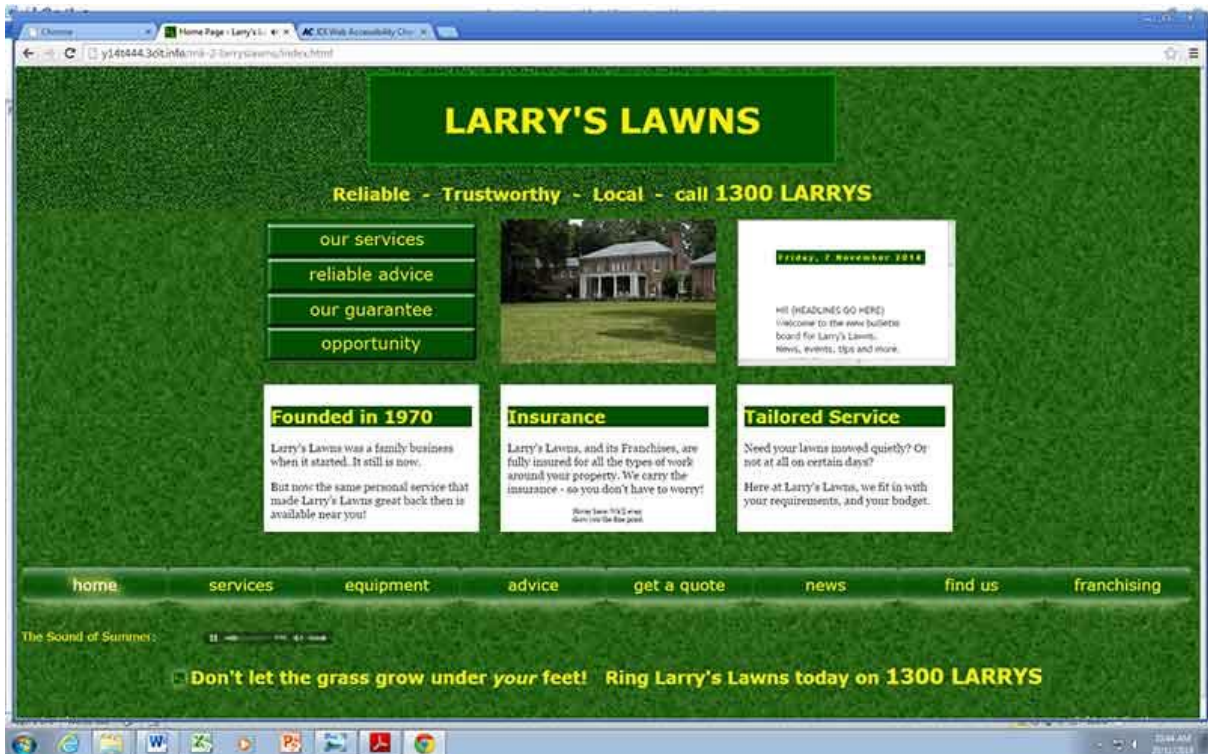 Home Page - Larry's L
LARRY'S LAWNS
Reliable - Trustworthy - Local - call 1300 LARRYS
our services
reliable advice
our guarantee
opportunity
Friday, 7 November 2014
Hi! (HEADLINES GO HERE)
Welcome to the new bulletin
board for Larry's Lawns.
News, events, tips and more.
Founded in 1970
Larry's Lawns was a family business
when it started. It still is now.
But now the same personal service that
made Larry's Lawns great back then is
available near you!
Insurance
Larry's Lawns, and its Franchises, are
fully insured for all the types of work
around your property. We carry the
insurance - so you don't have to worry!
Tailored Service
Need your lawns mowed quietly? Or
not at all on certain days?
Here at Larry's Lawns, we fit in with
your requirements, and your budget.
home services equipment advice get a quote news find us franchising
The Sound of Summer:
Don't let the grass grow under your feet! Ring Larry's Lawns today on 1300 LARRYS